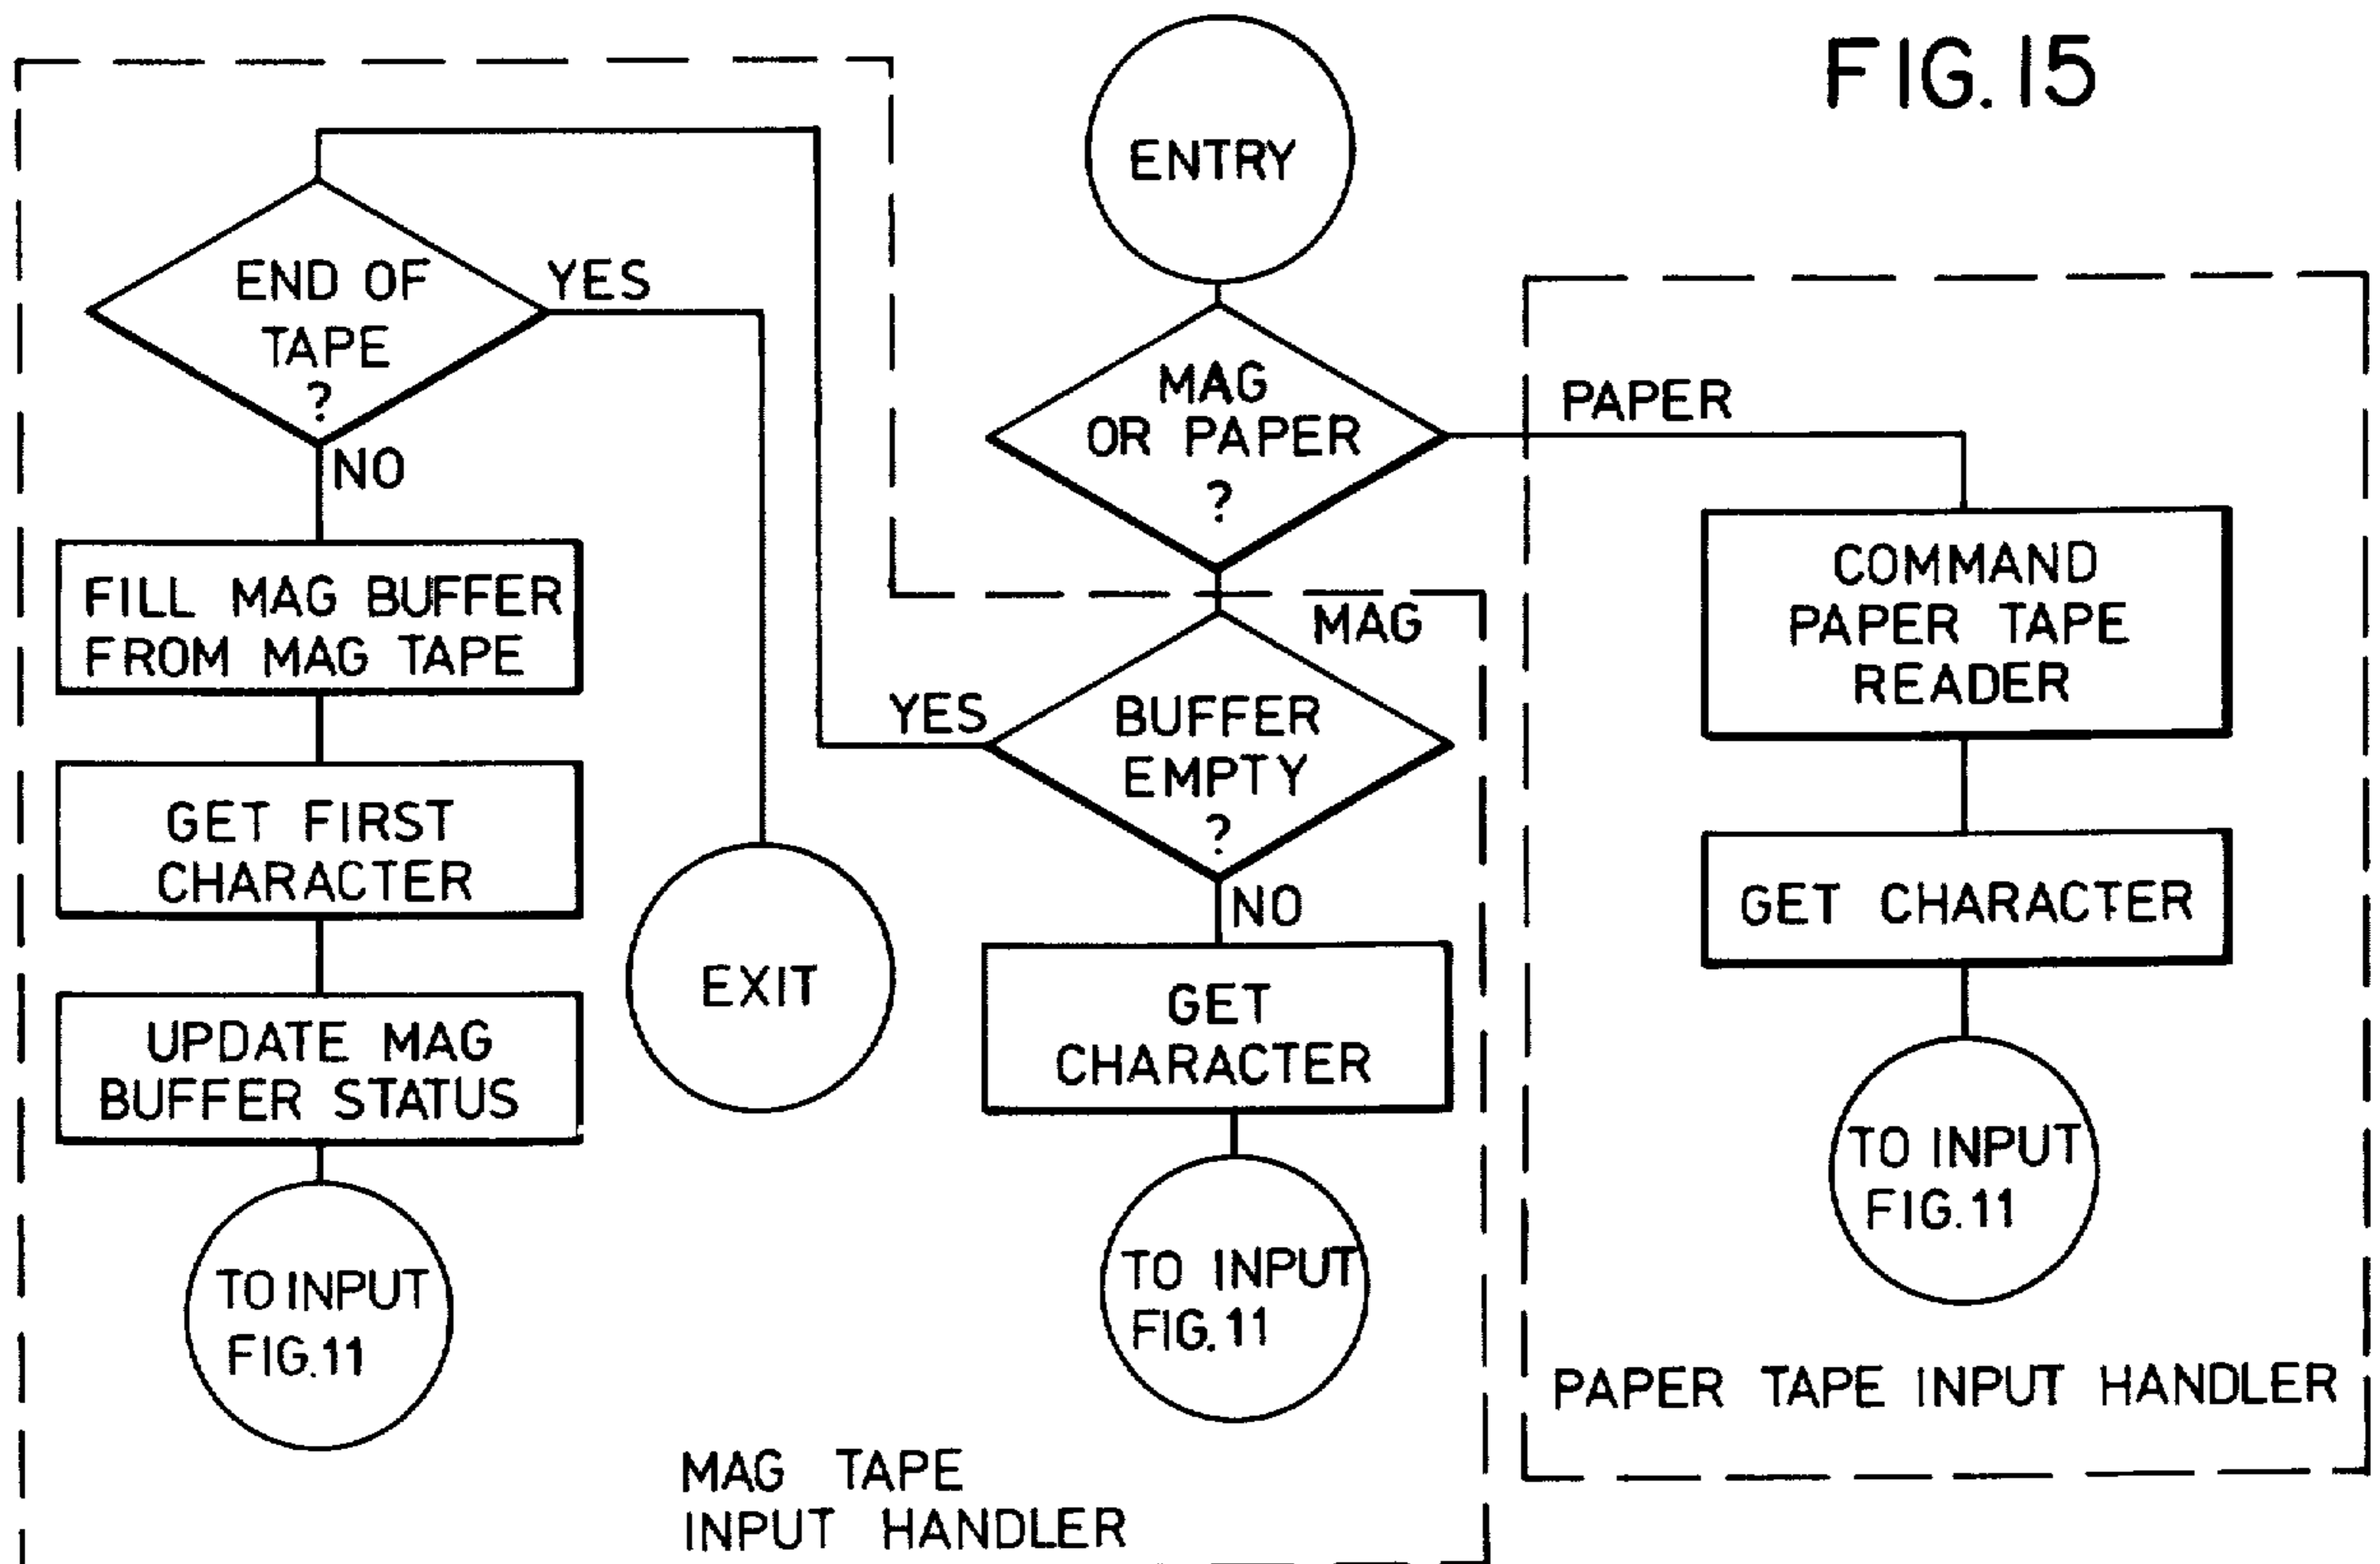 FIG.15
ENTRY
MAG
OR PAPER
?
PAPER
COMMAND
PAPER TAPE
READER
GET CHARACTER
TO INPUT
FIG.11
PAPER TAPE INPUT HANDLER
MAG
BUFFER
EMPTY
?
YES
NO
GET
CHARACTER
TO INPUT
FIG.11
END OF
TAPE
?
YES
NO
EXIT
FILL MAG BUFFER
FROM MAG TAPE
GET FIRST
CHARACTER
UPDATE MAG
BUFFER STATUS
TO INPUT
FIG.11
MAG TAPE
INPUT HANDLER